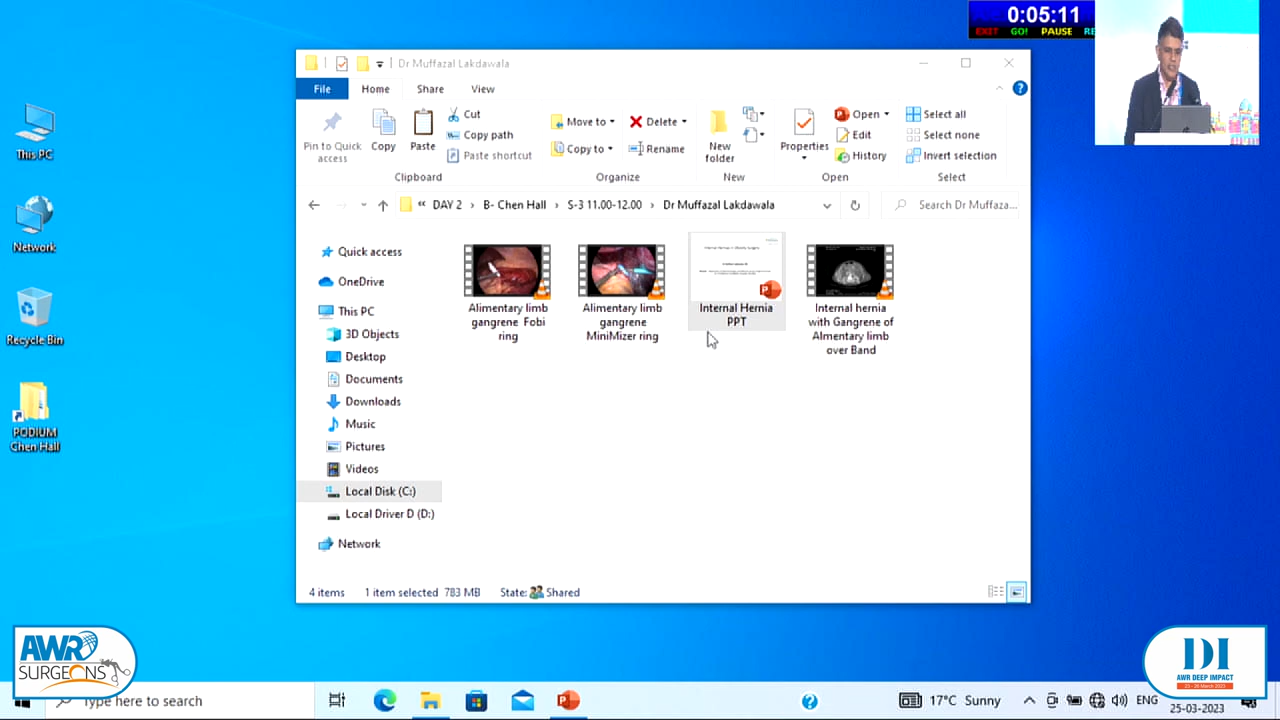 0:05:11
EXIT GO! PAUSE RE
Dr Muffazal Lakdawala
File Home Share View
Pin to Quick access
Copy
Paste
Cut
Copy path
Paste shortcut
Clipboard
Move to
Copy to
Delete
Rename
Organize
New folder
New
Properties
Open
Edit
History
Open
Select all
Select none
Invert selection
Select
« DAY 2 › B- Chen Hall › S-3 11.00-12.00 › Dr Muffazal Lakdawala
Search Dr Muffaza...
This PC
Network
Recycle Bin
PODIUM
Chen Hall
Quick access
OneDrive
This PC
3D Objects
Desktop
Documents
Downloads
Music
Pictures
Videos
Local Disk (C:)
Local Driver D (D:)
Network
Alimentary limb
gangrene Fobi
ring
Alimentary limb
gangrene
MiniMizer ring
Internal Hernia
PPT
Internal hernia
with Gangrene of
Almentary limb
over Band
4 items 1 item selected 783 MB State: Shared
AWR
SURGEONS
DI
AWR DEEP IMPACT
Type here to search
17°C Sunny
ENG
25-03-2023